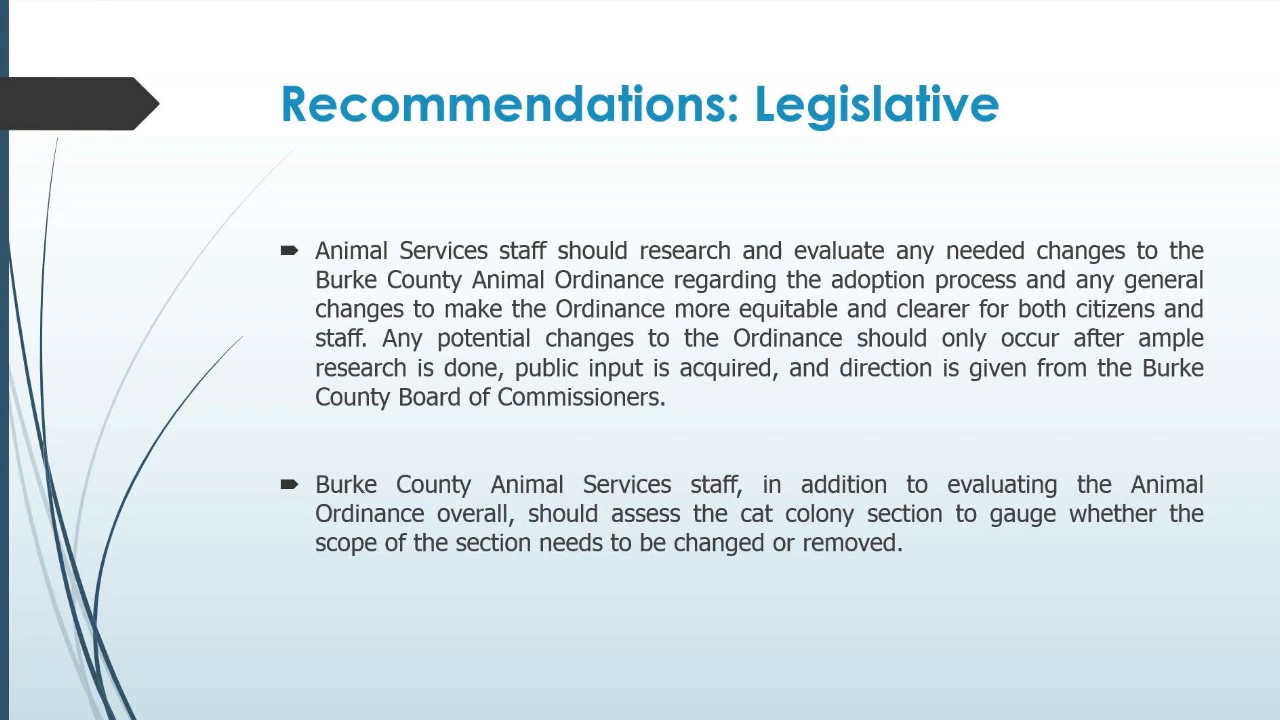 Recommendations: Legislative
Animal Services staff should research and evaluate any needed changes to the
Burke County Animal Ordinance regarding the adoption process and any general
changes to make the Ordinance more equitable and clearer for both citizens and
staff. Any potential changes to the Ordinance should only occur after ample
research is done, public input is acquired, and direction is given from the Burke
County Board of Commissioners.
Burke County Animal Services staff, in addition to evaluating the Animal
Ordinance overall, should assess the cat colony section to gauge whether the
scope of the section needs to be changed or removed.